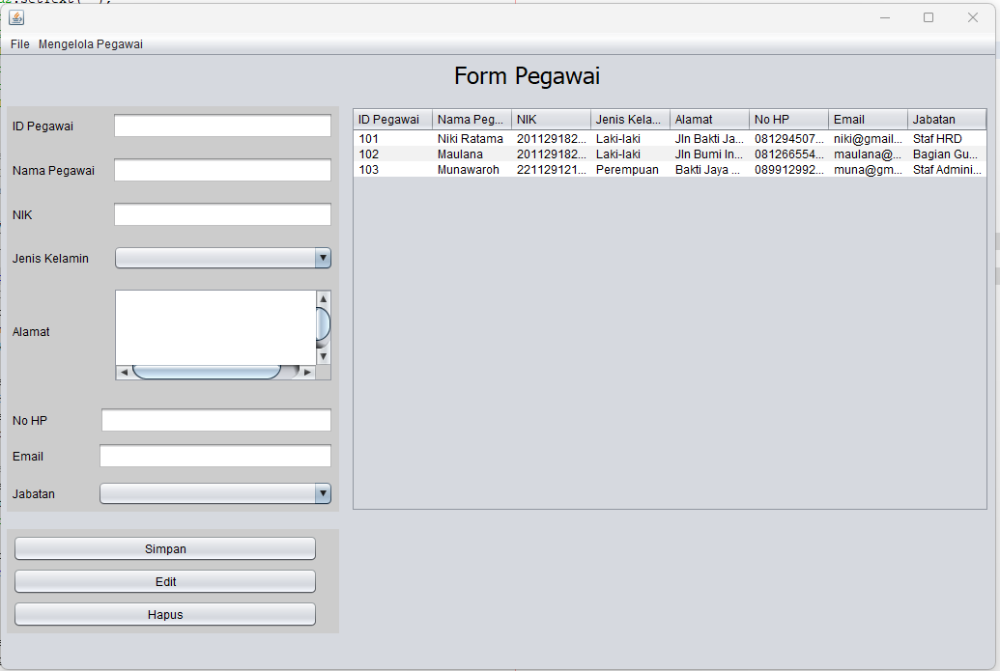 File Mengelola Pegawai
Form Pegawai
ID Pegawai
Nama Pegawai
NIK
Jenis Kelamin
Alamat
No HP
Email
Jabatan
Simpan
Edit
Hapus
ID Pegawai Nama Peg... NIK Jenis Kela... Alamat No HP Email Jabatan
101 Niki Ratama 201129182... Laki-laki Jln Bakti Ja...081294507... niki@gmail... Staf HRD
102 Maulana 201129182... Laki-laki Jln Bumi In...081266554... maulana@... Bagian Gu...
103 Munawaroh 221129121... Perempuan Bakti Jaya ...089912992... muna@gm... Staf Admini...